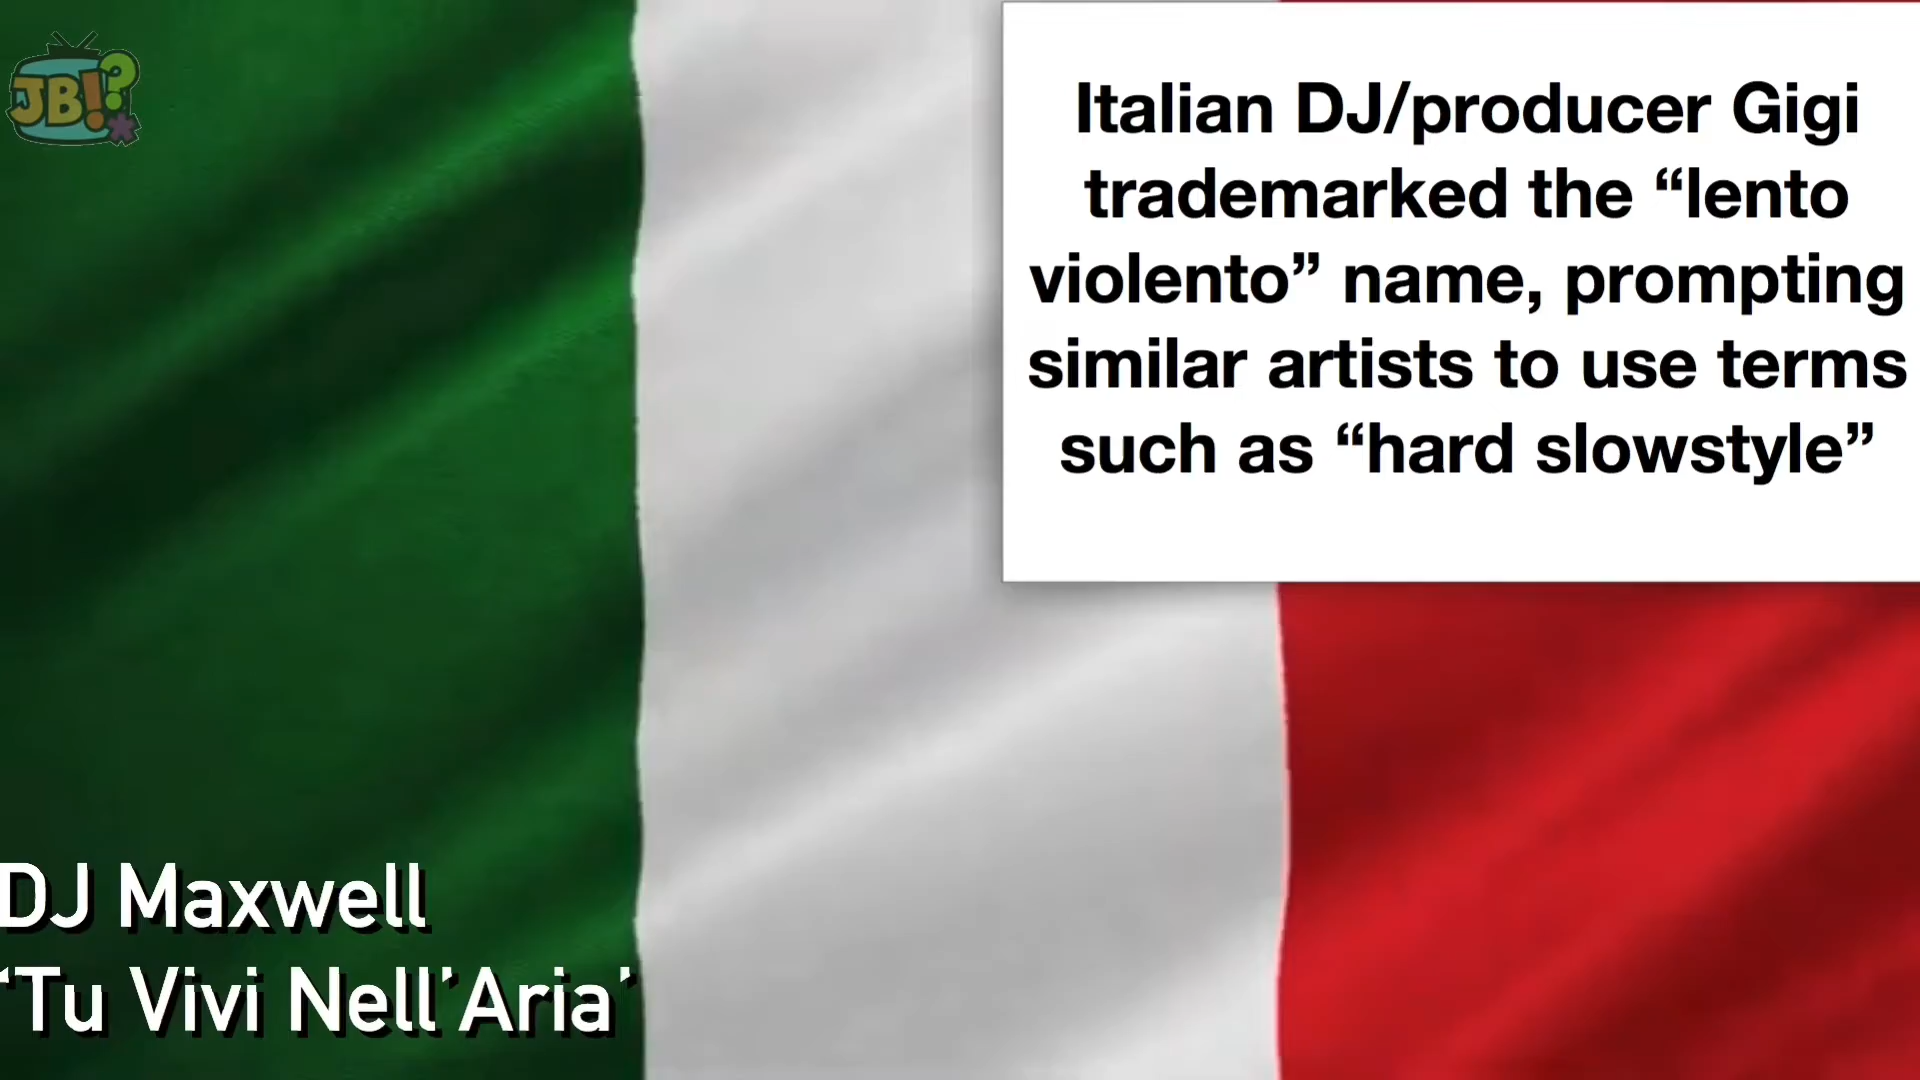 JB!?*
Italian DJ/producer Gigi
trademarked the “lento
violento” name, prompting
similar artists to use terms
such as “hard slowstyle”
DJ Maxwell
‘Tu Vivi Nell’Aria’